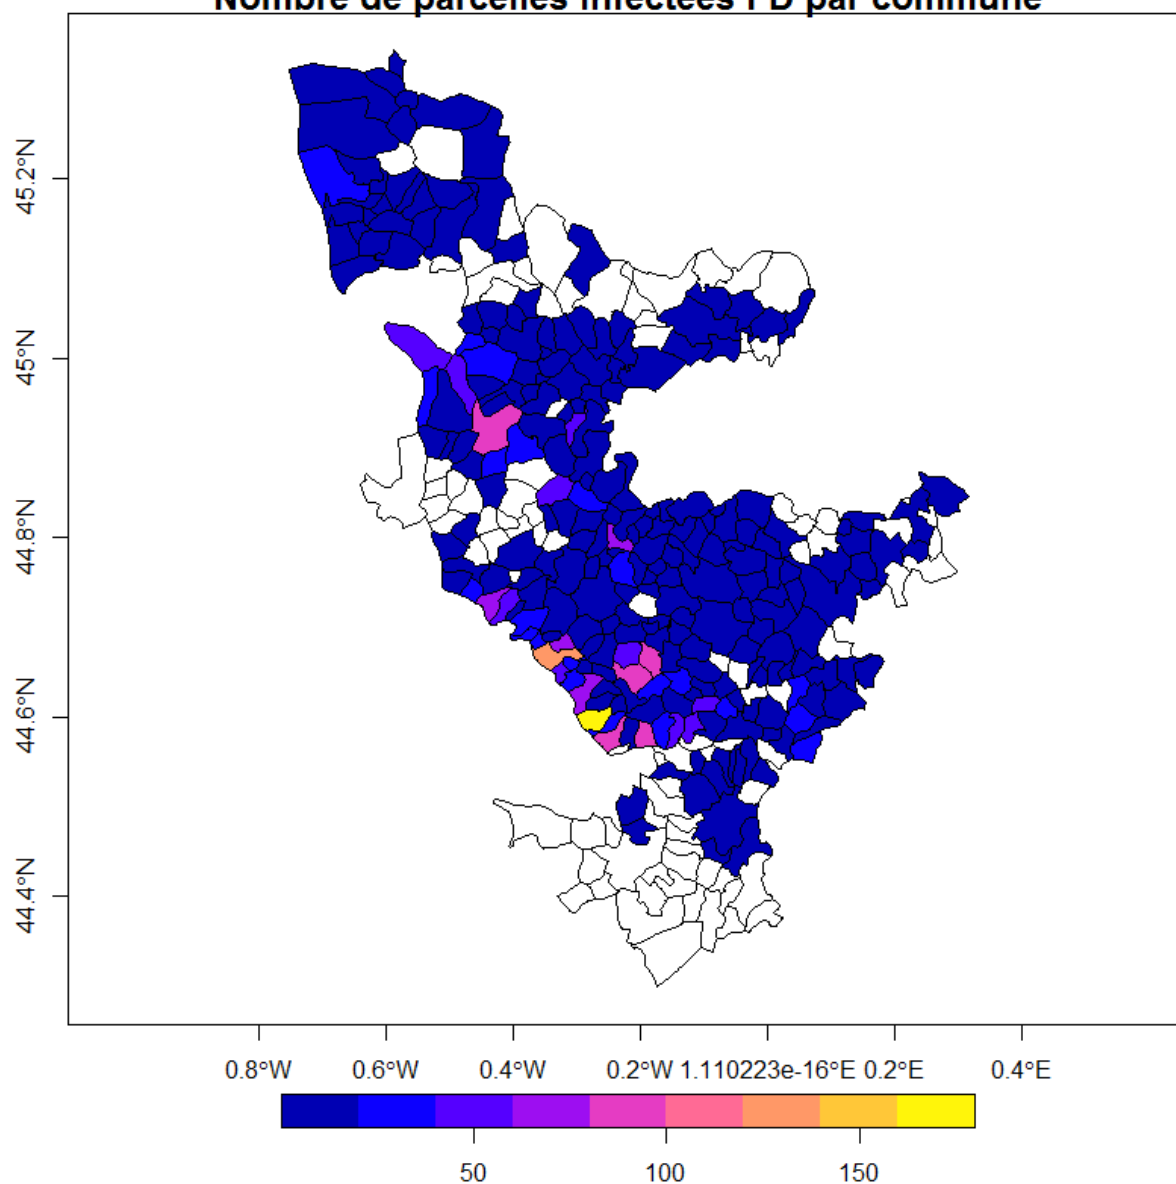 Nombre de parcelles infectées FD par commune
45.2°N
45°N
44.8°N
44.6°N
44.4°N
0.8°W 0.6°W 0.4°W 0.2°W 1.110223e-16°E 0.2°E 0.4°E
50 100 150